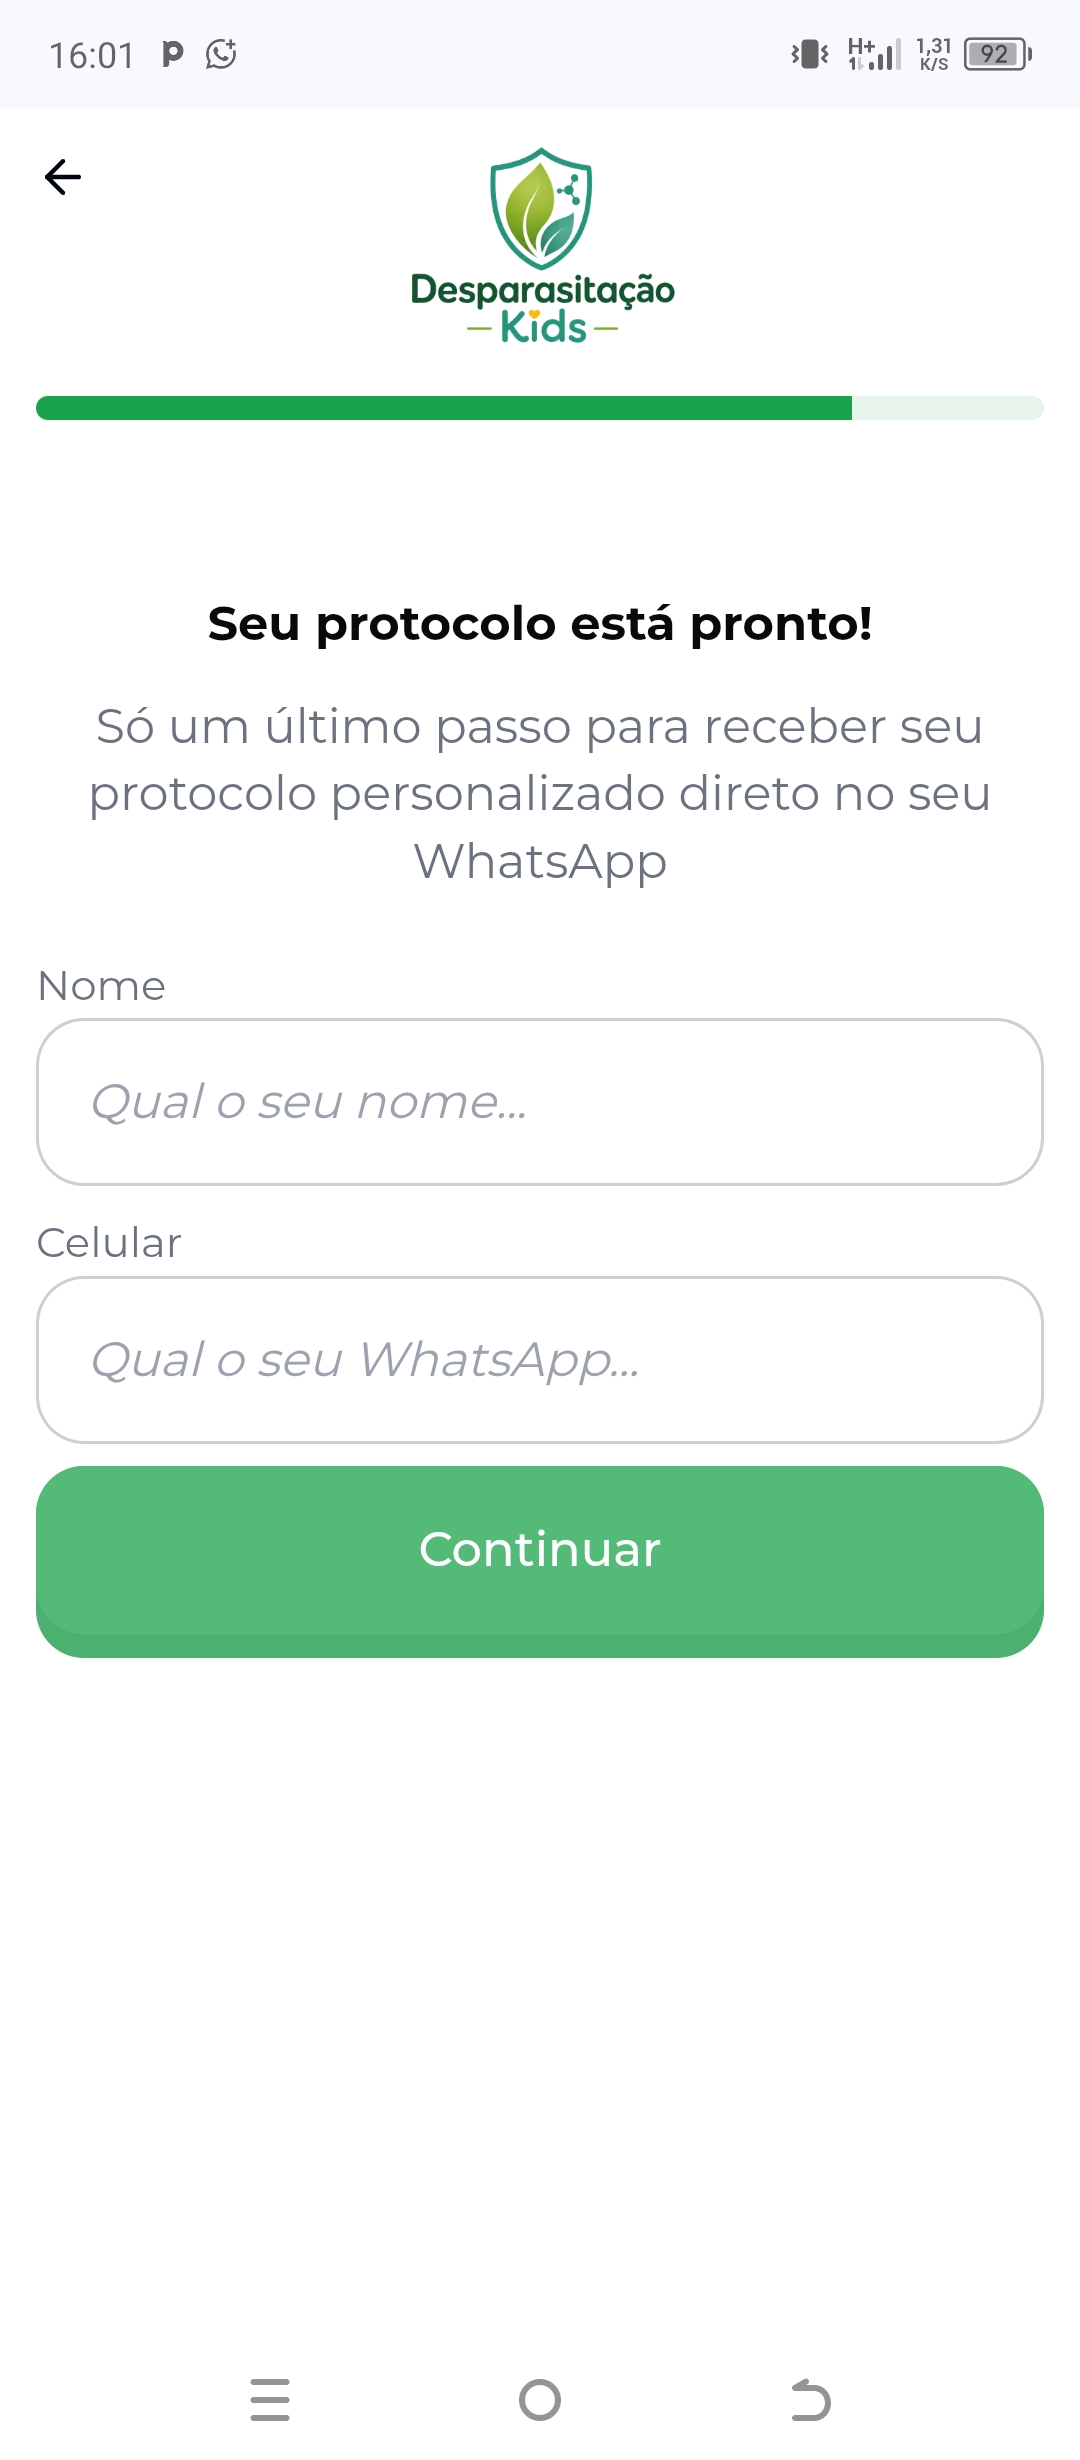 16:01
H+
1,31
K/S
92
Desparasitação
Kids
Seu protocolo está pronto!
Só um último passo para receber seu
protocolo personalizado direto no seu
WhatsApp
Nome
Qual o seu nome...
Celular
Qual o seu WhatsApp...
Continuar